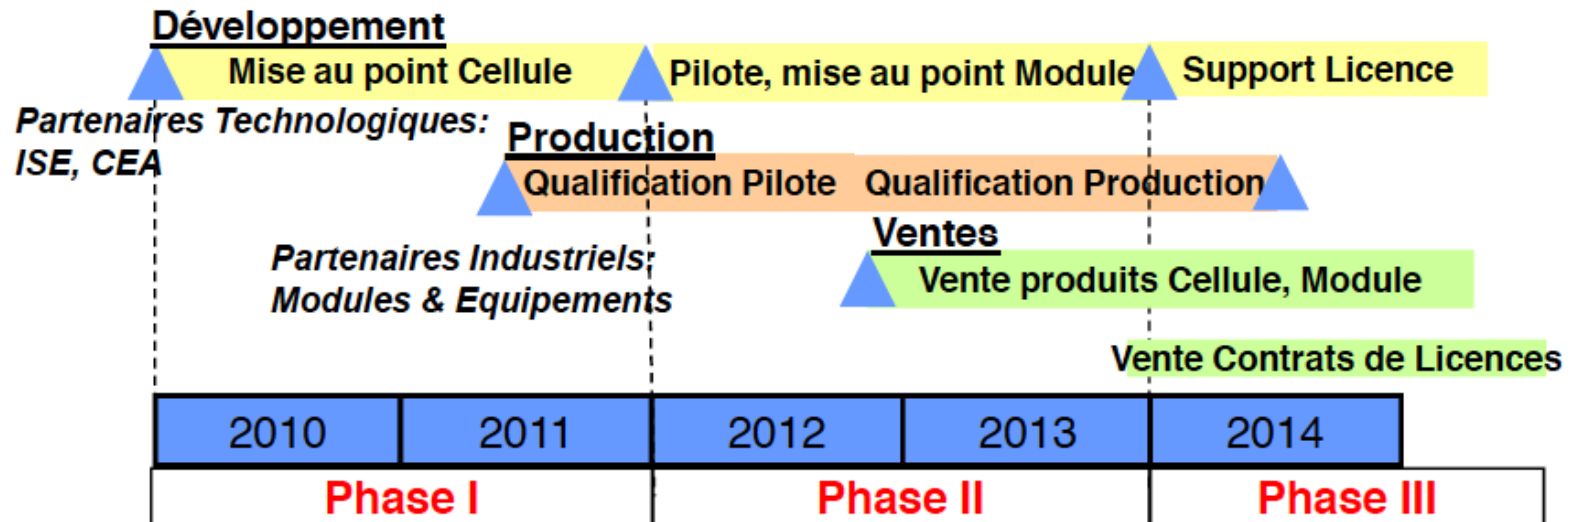 Développement
Mise au point Cellule
Pilote, mise au point Module
Support Licence
Partenaires Technologiques:
ISE, CEA
Production
Qualification Pilote
Qualification Production
Ventes
Partenaires Industriels:
Modules & Equipements
Vente produits Cellule, Module
Vente Contrats de Licences
2010 2011 2012 2013 2014
Phase I Phase II Phase III